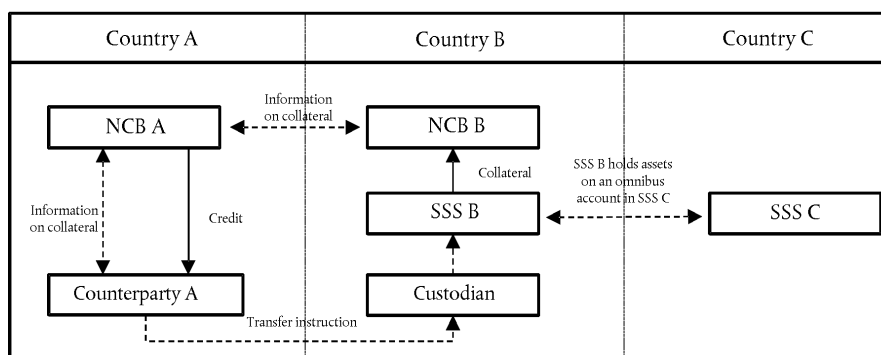 Country A
Country B
Country C
Information
on collateral
NCB A
NCB B
Collateral
SSS B holds assets
on an omnibus
account in SSS C
Information
on collateral
Credit
SSS B
SSS C
Counterparty A
Custodian
Transfer instruction